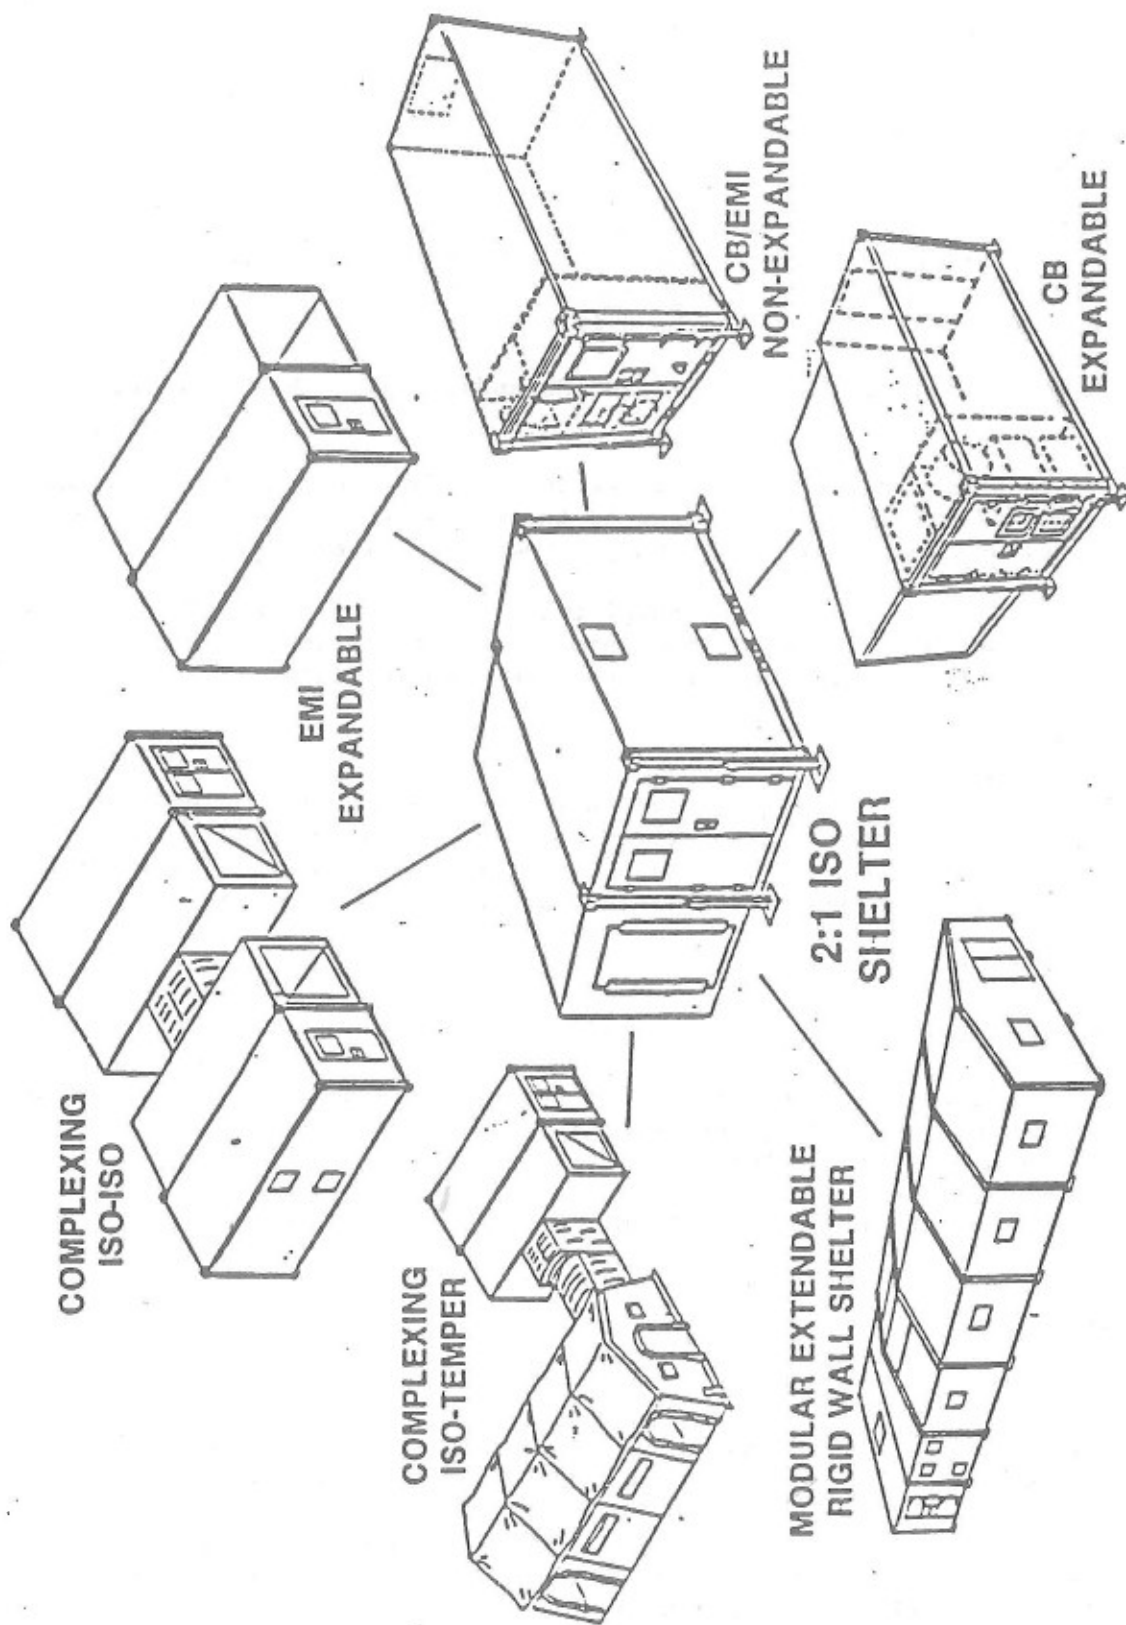 COMPLEXING
ISO-ISO
EMI
EXPANDABLE
COMPLEXING
ISO-TEMPER
CB/EMI
NON-EXPANDABLE
MODULAR EXTENDABLE
RIGID WALL SHELTER
2:1 ISO
SHELTER
CB
EXPANDABLE